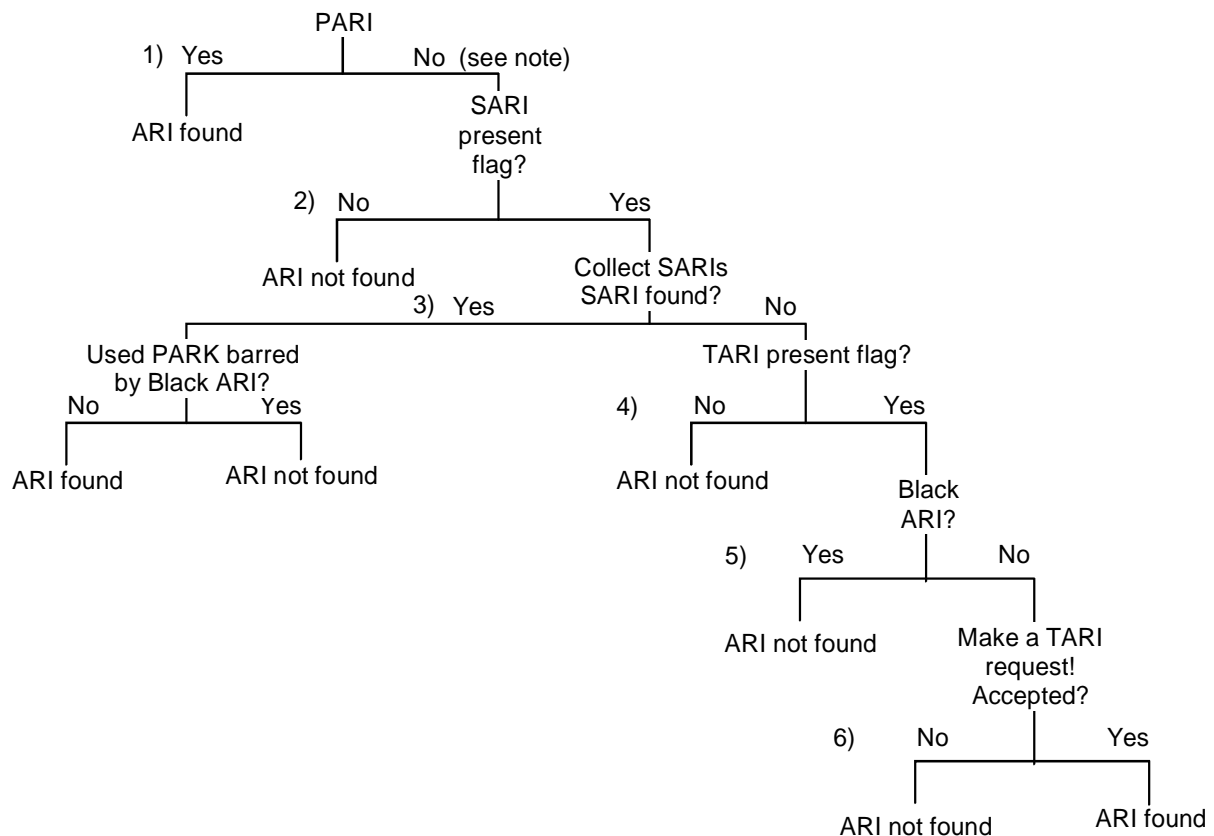 PARI
1) Yes No (see note)
ARI found
SARI
present
flag?
2) No Yes
ARI not found
Collect SARIs
SARI found?
3) Yes No
Used PARK barred
by Black ARI?
TARI present flag?
No Yes
4) No Yes
ARI found
ARI not found
ARI not found
Black
ARI?
5) Yes No
ARI not found
Make a TARI
request!
Accepted?
6) No Yes
ARI not found
ARI found